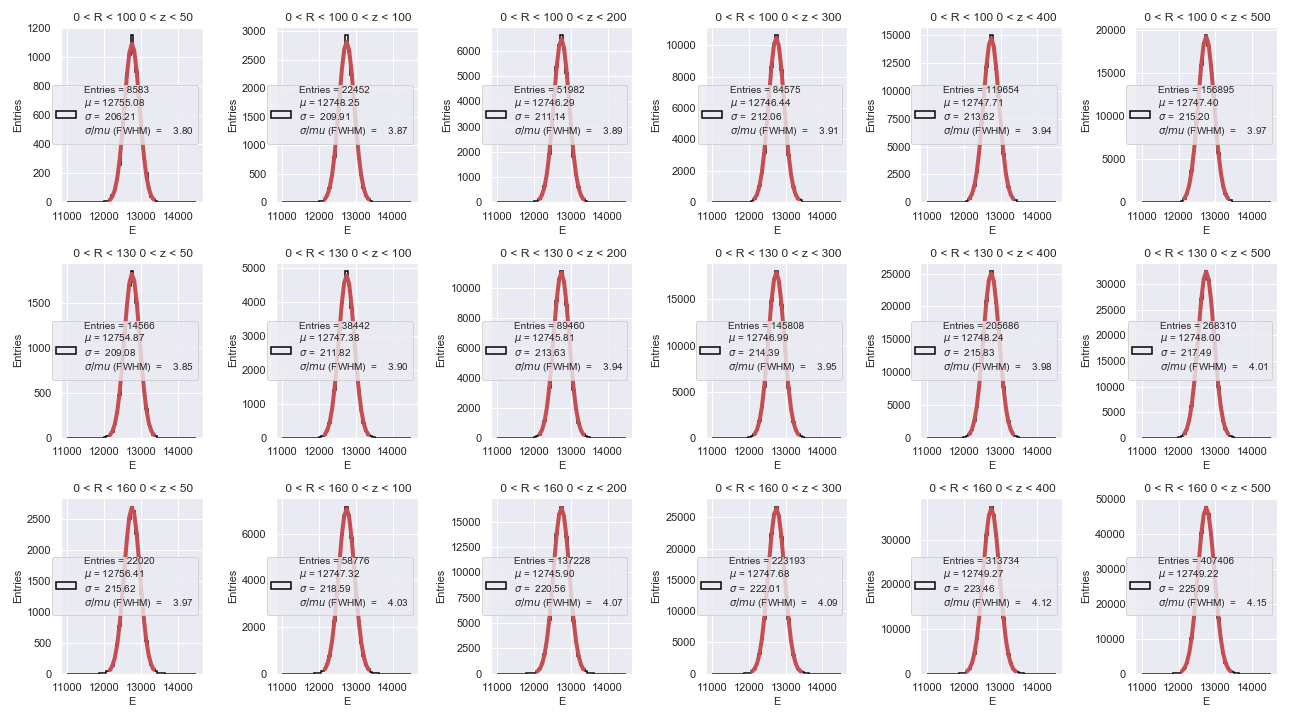 0 < R < 100 0 < z < 50
1200
1000
800
600
400
200
0
Entries
Entries = 8583
μ = 12755.08
σ = 206.21
σ/mu (FWHM) = 3.80
11000 12000 13000 14000
E
0 < R < 100 0 < z < 100
3000
2500
2000
1500
1000
500
0
Entries
Entries = 22452
μ = 12748.25
σ = 209.91
σ/mu (FWHM) = 3.87
11000 12000 13000 14000
E
0 < R < 100 0 < z < 200
6000
5000
4000
3000
2000
1000
0
Entries
Entries = 51982
μ = 12746.29
σ = 211.14
σ/mu (FWHM) = 3.89
11000 12000 13000 14000
E
0 < R < 100 0 < z < 300
10000
8000
6000
4000
2000
0
Entries
Entries = 84575
μ = 12746.44
σ = 212.06
σ/mu (FWHM) = 3.91
11000 12000 13000 14000
E
0 < R < 100 0 < z < 400
15000
12500
10000
7500
5000
2500
0
Entries
Entries = 119654
μ = 12747.71
σ = 213.62
σ/mu (FWHM) = 3.94
11000 12000 13000 14000
E
0 < R < 100 0 < z < 500
20000
15000
10000
5000
0
Entries
Entries = 156895
μ = 12747.40
σ = 215.20
σ/mu (FWHM) = 3.97
11000 12000 13000 14000
E
0 < R < 130 0 < z < 50
1500
1000
500
0
Entries
Entries = 14566
μ = 12754.87
σ = 209.08
σ/mu (FWHM) = 3.85
11000 12000 13000 14000
E
0 < R < 130 0 < z < 100
5000
4000
3000
2000
1000
0
Entries
Entries = 38442
μ = 12747.38
σ = 211.82
σ/mu (FWHM) = 3.90
11000 12000 13000 14000
E
0 < R < 130 0 < z < 200
10000
8000
6000
4000
2000
0
Entries
Entries = 89460
μ = 12745.81
σ = 213.63
σ/mu (FWHM) = 3.94
11000 12000 13000 14000
E
0 < R < 130 0 < z < 300
15000
10000
5000
0
Entries
Entries = 145808
μ = 12746.99
σ = 214.39
σ/mu (FWHM) = 3.95
11000 12000 13000 14000
E
0 < R < 130 0 < z < 400
25000
20000
15000
10000
5000
0
Entries
Entries = 205686
μ = 12748.24
σ = 215.83
σ/mu (FWHM) = 3.98
11000 12000 13000 14000
E
0 < R < 130 0 < z < 500
30000
25000
20000
15000
10000
5000
0
Entries
Entries = 268310
μ = 12748.00
σ = 217.49
σ/mu (FWHM) = 4.01
11000 12000 13000 14000
E
0 < R < 160 0 < z < 50
2500
2000
1500
1000
500
0
Entries
Entries = 22020
μ = 12756.41
σ = 215.62
σ/mu (FWHM) = 3.97
11000 12000 13000 14000
E
0 < R < 160 0 < z < 100
6000
4000
2000
0
Entries
Entries = 58776
μ = 12747.32
σ = 218.59
σ/mu (FWHM) = 4.03
11000 12000 13000 14000
E
0 < R < 160 0 < z < 200
15000
12500
10000
7500
5000
2500
0
Entries
Entries = 137228
μ = 12745.90
σ = 220.56
σ/mu (FWHM) = 4.07
11000 12000 13000 14000
E
0 < R < 160 0 < z < 300
25000
20000
15000
10000
5000
0
Entries
Entries = 223193
μ = 12747.68
σ = 222.01
σ/mu (FWHM) = 4.09
11000 12000 13000 14000
E
0 < R < 160 0 < z < 400
30000
20000
10000
0
Entries
Entries = 313734
μ = 12749.27
σ = 223.46
σ/mu (FWHM) = 4.12
11000 12000 13000 14000
E
0 < R < 160 0 < z < 500
50000
40000
30000
20000
10000
0
Entries
Entries = 407406
μ = 12749.22
σ = 225.09
σ/mu (FWHM) = 4.15
11000 12000 13000 14000
E